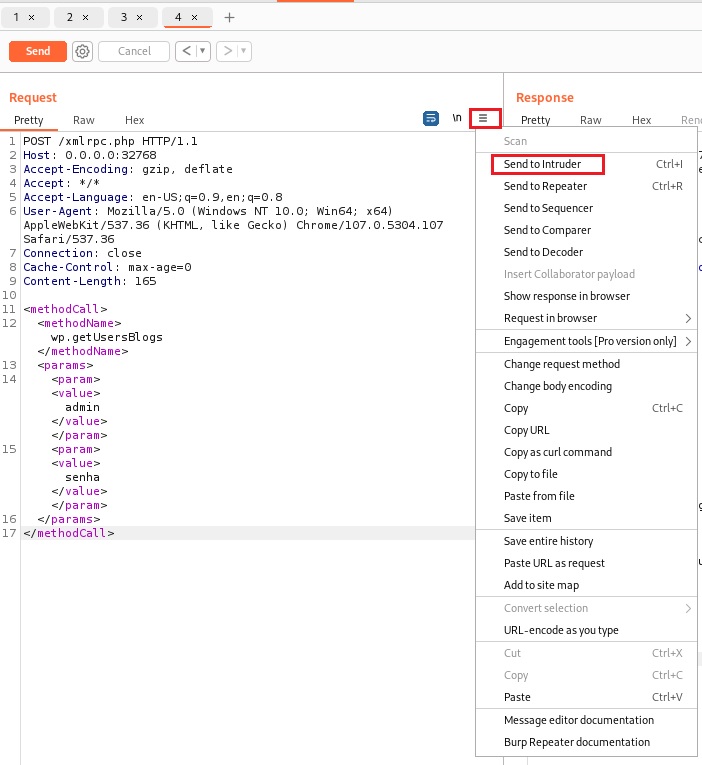 1 × 2 × 3 × 4 × +
Send Cancel < ▾ > ▾
Request
Pretty Raw Hex \n ≡
1 POST /xmlrpc.php HTTP/1.1
2 Host: 0.0.0.0:32768
3 Accept-Encoding: gzip, deflate
4 Accept: */*
5 Accept-Language: en-US;q=0.9,en;q=0.8
6 User-Agent: Mozilla/5.0 (Windows NT 10.0; Win64; x64)
AppleWebKit/537.36 (KHTML, like Gecko) Chrome/107.0.5304.107
Safari/537.36
7 Connection: close
8 Cache-Control: max-age=0
9 Content-Length: 165
10
11 <methodCall>
12 <methodName>
wp.getUsersBlogs
</methodName>
13 <params>
14 <param>
<value>
admin
</value>
</param>
15 <param>
<value>
senha
</value>
</param>
16 </params>
17 </methodCall>
Response
Pretty Raw Hex
Scan
Send to Intruder Ctrl+I
Send to Repeater Ctrl+R
Send to Sequencer
Send to Comparer
Send to Decoder
Insert Collaborator payload
Show response in browser
Request in browser >
Engagement tools [Pro version only] >
Change request method
Change body encoding
Copy Ctrl+C
Copy URL
Copy as curl command
Copy to file
Paste from file
Save item
Save entire history
Paste URL as request
Add to site map
Convert selection >
URL-encode as you type
Cut Ctrl+X
Copy Ctrl+C
Paste Ctrl+V
Message editor documentation
Burp Repeater documentation